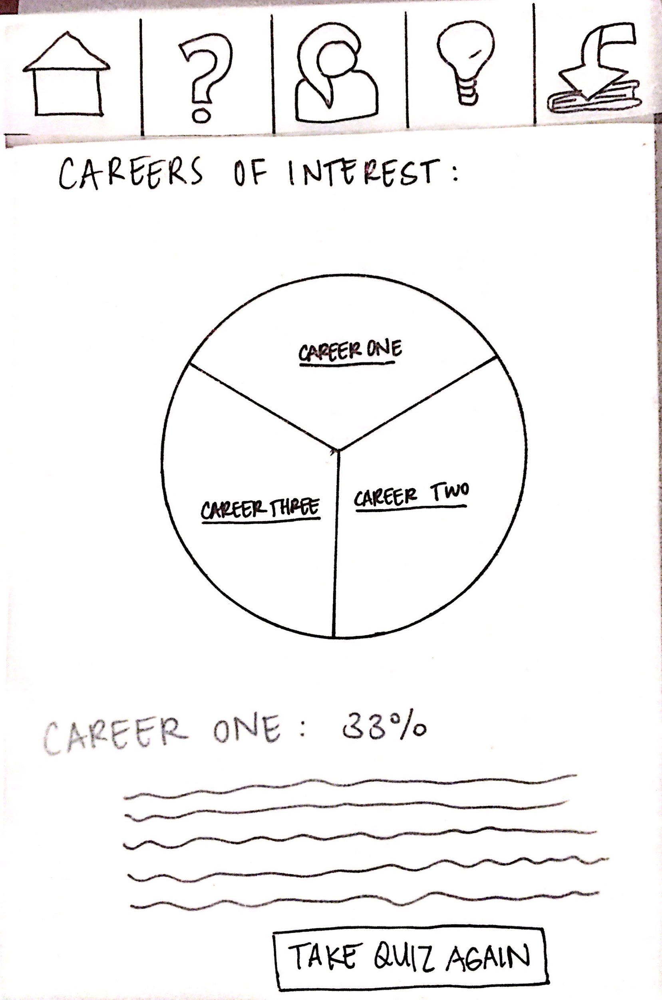 ?
CAREERS OF INTEREST:
CAREER ONE
CAREER THREE
CAREER TWO
CAREER ONE: 33%
TAKE QUIZ AGAIN